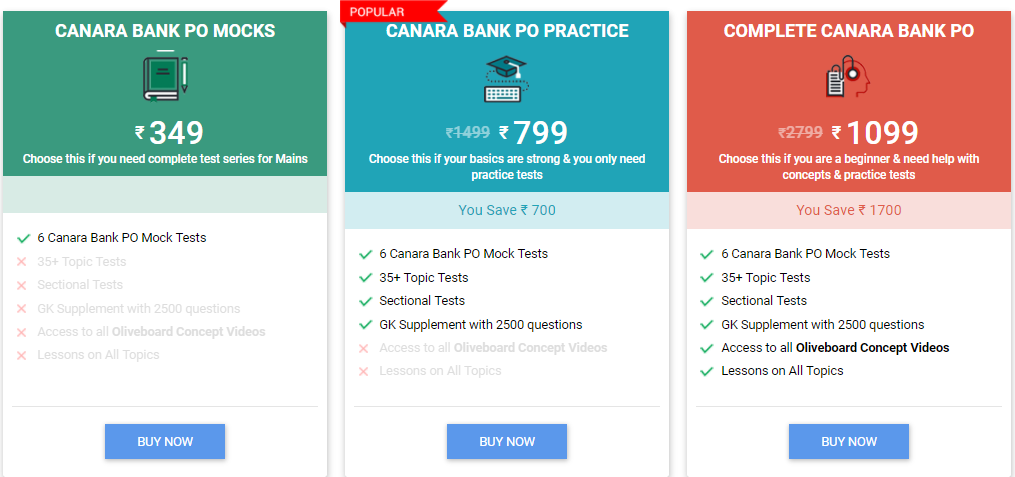 CANARA BANK PO MOCKS
₹ 349
Choose this if you need complete test series for Mains
6 Canara Bank PO Mock Tests
35+ Topic Tests
Sectional Tests
GK Supplement with 2500 questions
Access to all Oliveboard Concept Videos
Lessons on All Topics
BUY NOW
POPULAR
CANARA BANK PO PRACTICE
₹1499 ₹ 799
Choose this if your basics are strong & you only need
practice tests
You Save ₹ 700
6 Canara Bank PO Mock Tests
35+ Topic Tests
Sectional Tests
GK Supplement with 2500 questions
Access to all Oliveboard Concept Videos
Lessons on All Topics
BUY NOW
COMPLETE CANARA BANK PO
₹2799 ₹ 1099
Choose this if you are a beginner & need help with
concepts & practice tests
You Save ₹ 1700
6 Canara Bank PO Mock Tests
35+ Topic Tests
Sectional Tests
GK Supplement with 2500 questions
Access to all Oliveboard Concept Videos
Lessons on All Topics
BUY NOW